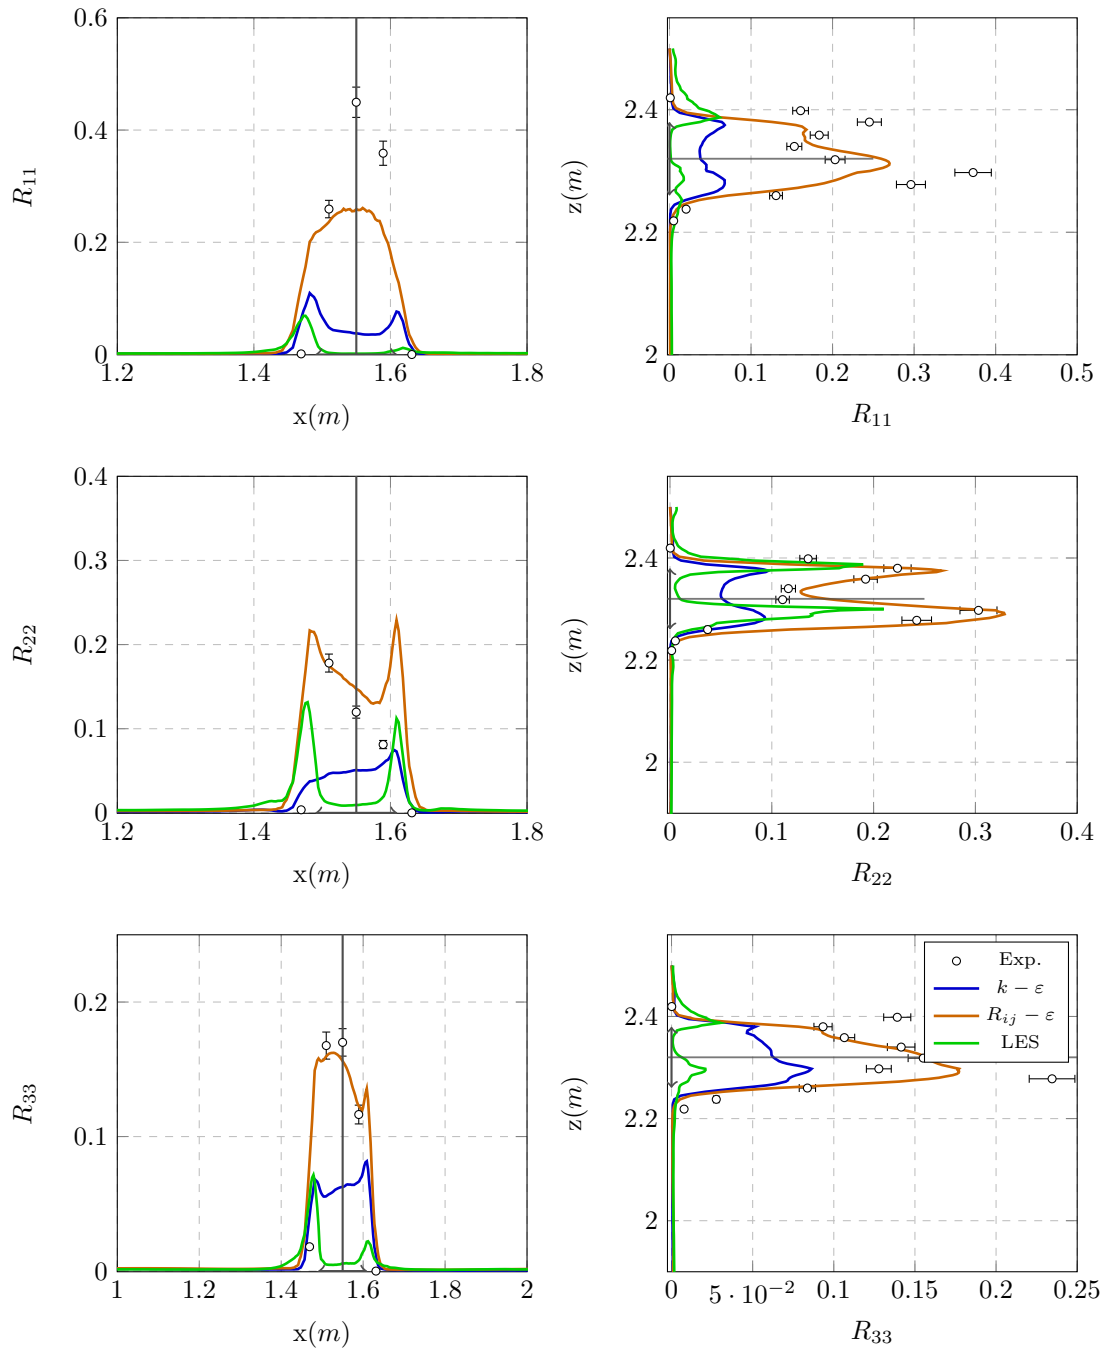 0.6
0.4
0.2
0
R₁₁
1.2 1.4 1.6 1.8
x(m)
2.4
2.2
2
z(m)
0 0.1 0.2 0.3 0.4 0.5
R₁₁
0.4
0.3
0.2
0.1
0
R₂₂
1.2 1.4 1.6 1.8
x(m)
2.4
2.2
2
z(m)
0 0.1 0.2 0.3 0.4
R₂₂
0.2
0.1
0
R₃₃
1 1.2 1.4 1.6 1.8 2
x(m)
Exp.
k − ε
Rᵢⱼ − ε
LES
2.4
2.2
2
z(m)
0 5 · 10⁻² 0.1 0.15 0.2 0.25
R₃₃